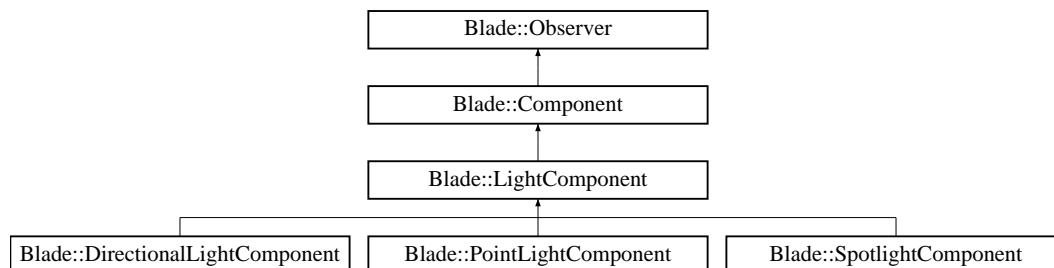 Blade::Observer
Blade::Component
Blade::LightComponent
Blade::DirectionalLightComponent
Blade::PointLightComponent
Blade::SpotlightComponent